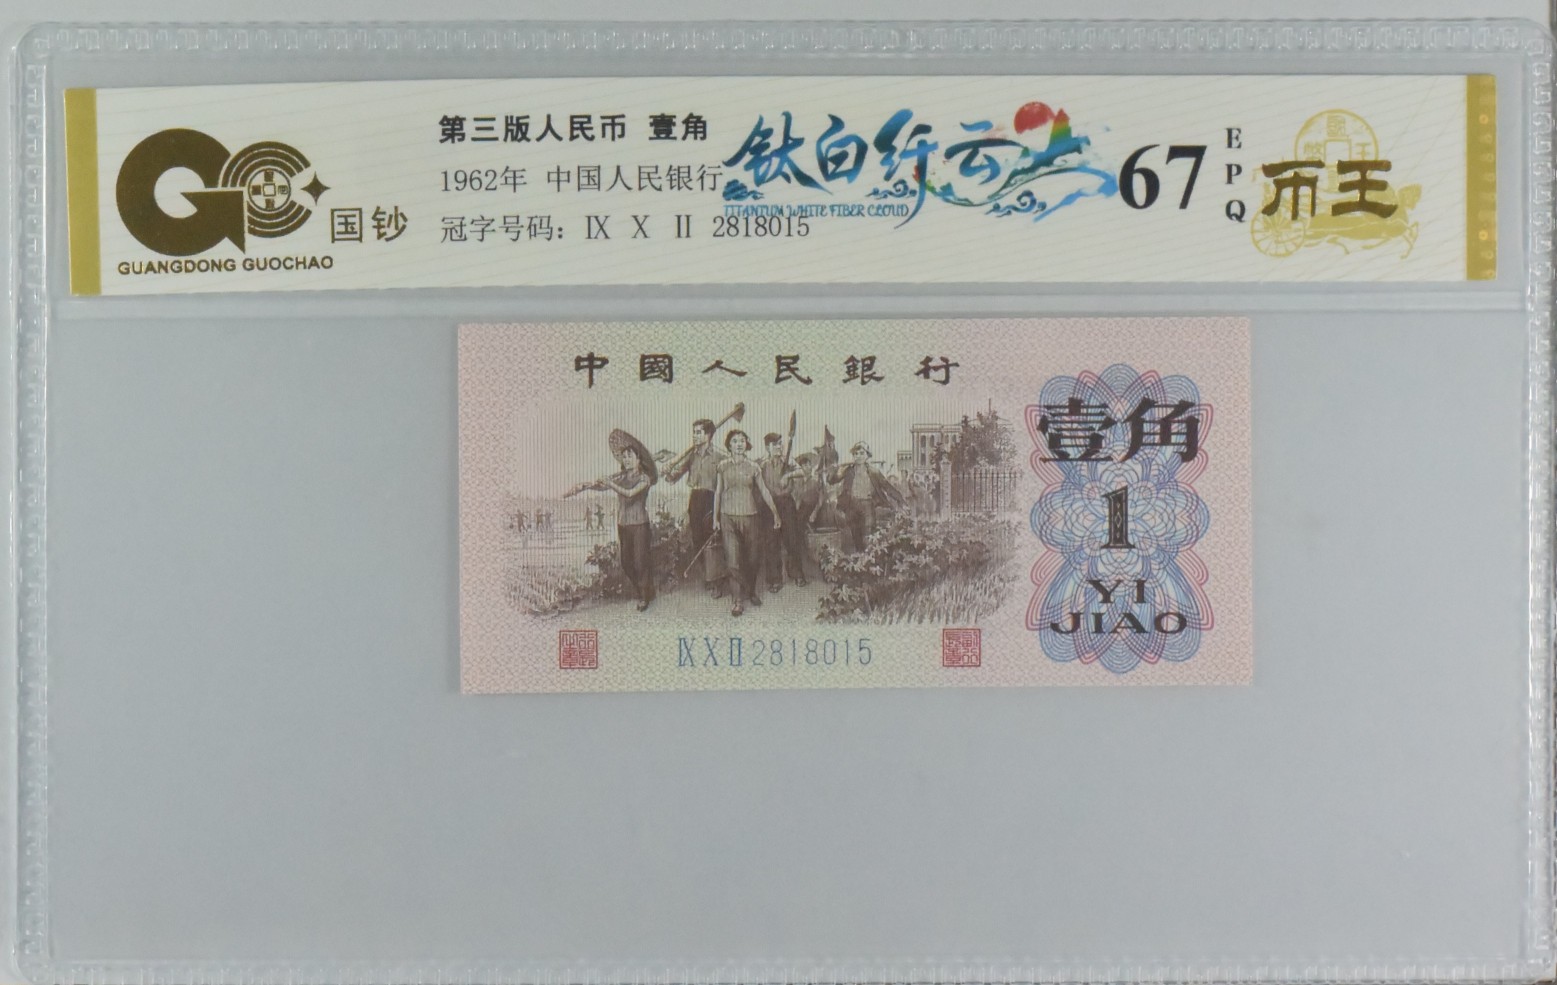 国钞
GUANGDONG GUOCHAO
第三版人民币 壹角
1962年 中国人民银行
冠字号码：Ⅸ Ⅹ Ⅱ 2818015
钛白纤云
TITANIUM WHITE FIBER CLOUD
67
EPQ
币王
中國人民銀行
壹角
1
YI
JIAO
ⅨⅩⅡ2818015